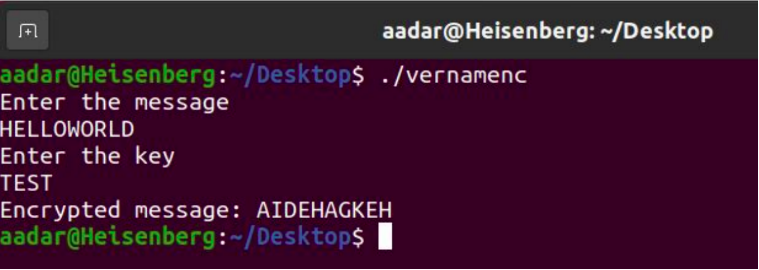 aadar@Heisenberg: ~/Desktop
aadar@Heisenberg:~/Desktop$ ./vernamenc
Enter the message
HELLOWORLD
Enter the key
TEST
Encrypted message: AIDEHAGKEH
aadar@Heisenberg:~/Desktop$